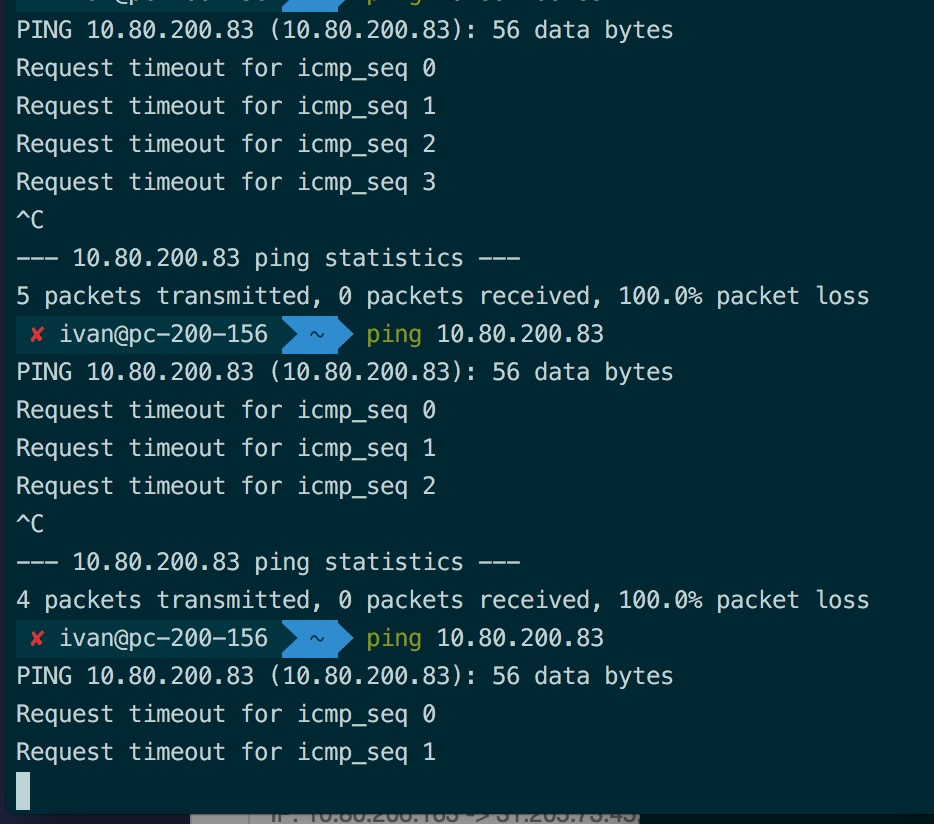 PING 10.80.200.83 (10.80.200.83): 56 data bytes
Request timeout for icmp_seq 0
Request timeout for icmp_seq 1
Request timeout for icmp_seq 2
Request timeout for icmp_seq 3
^C
--- 10.80.200.83 ping statistics ---
5 packets transmitted, 0 packets received, 100.0% packet loss
✘ ivan@pc-200-156 ~ ping 10.80.200.83
PING 10.80.200.83 (10.80.200.83): 56 data bytes
Request timeout for icmp_seq 0
Request timeout for icmp_seq 1
Request timeout for icmp_seq 2
^C
--- 10.80.200.83 ping statistics ---
4 packets transmitted, 0 packets received, 100.0% packet loss
✘ ivan@pc-200-156 ~ ping 10.80.200.83
PING 10.80.200.83 (10.80.200.83): 56 data bytes
Request timeout for icmp_seq 0
Request timeout for icmp_seq 1